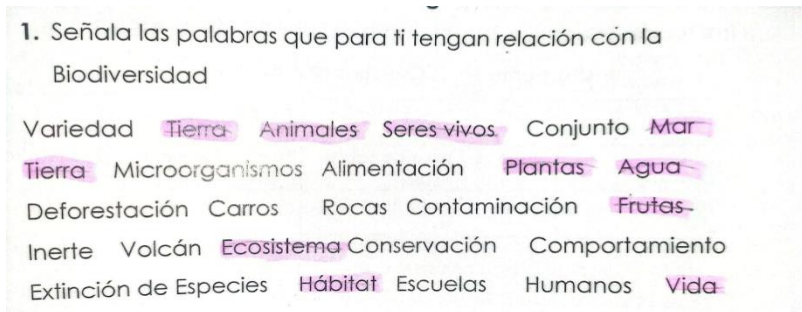 1. Señala las palabras que para ti tengan relación con la
Biodiversidad
Variedad Tierra Animales Seres vivos. Conjunto Mar
Tierra Microorganismos Alimentación Plantas Agua
Deforestación Carros Rocas Contaminación Frutas
Inerte Volcán Ecosistema Conservación Comportamiento
Extinción de Especies Hábitat Escuelas Humanos Vida